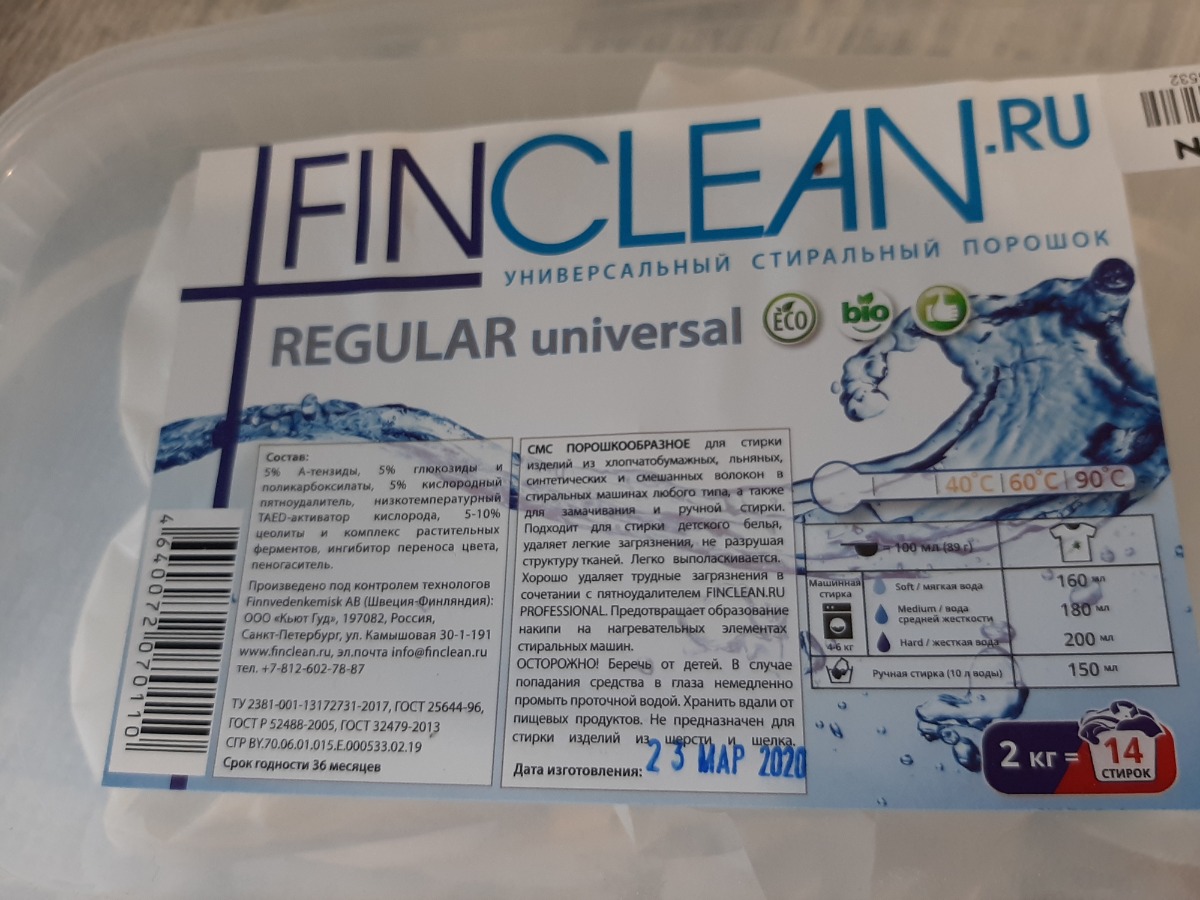 FINCLEAN.RU
УНИВЕРСАЛЬНЫЙ СТИРАЛЬНЫЙ ПОРОШОК
REGULAR universal
ECO
bio
Состав:
5% А-тензиды, 5% глюкозиды и
поликарбоксилаты, 5% кислородный
пятноудалитель, низкотемпературный
TAED-активатор кислорода, 5-10%
цеолиты и комплекс растительных
ферментов, ингибитор переноса цвета,
пеногаситель.
Произведено под контролем технологов
Finnvedenkemisk AB (Швеция-Финляндия):
ООО «Кьют Гуд», 197082, Россия,
Санкт-Петербург, ул. Камышовая 30-1-191
www.finclean.ru, эл.почта info@finclean.ru
тел. +7-812-602-78-87
ТУ 2381-001-13172731-2017, ГОСТ 25644-96,
ГОСТ Р 52488-2005, ГОСТ 32479-2013
СГР BY.70.06.01.015.E.000533.02.19
Срок годности 36 месяцев
4640072070110
СМС ПОРОШКООБРАЗНОЕ для стирки
изделий из хлопчатобумажных, льняных,
синтетических и смешанных волокон в
стиральных машинах любого типа, а также
для замачивания и ручной стирки.
Подходит для стирки детского белья,
удаляет легкие загрязнения, не разрушая
структуру тканей. Легко выполаскивается.
Хорошо удаляет трудные загрязнения в
сочетании с пятноудалителем FINCLEAN.RU
PROFESSIONAL. Предотвращает образование
накипи на нагревательных элементах
стиральных машин.
ОСТОРОЖНО! Беречь от детей. В случае
попадания средства в глаза немедленно
промыть проточной водой. Хранить вдали от
пищевых продуктов. Не предназначен для
стирки изделий из шерсти и шелка.
Дата изготовления: 23 МАР 2020
40°C | 60°C | 90°C
= 100 мл (89 г)
Машинная
стирка
4-6 кг
Soft / мягкая вода 160 мл
Medium / вода
средней жесткости 180 мл
Hard / жесткая вода 200 мл
Ручная стирка (10 л воды) 150 мл
2 кг = 14
СТИРОК